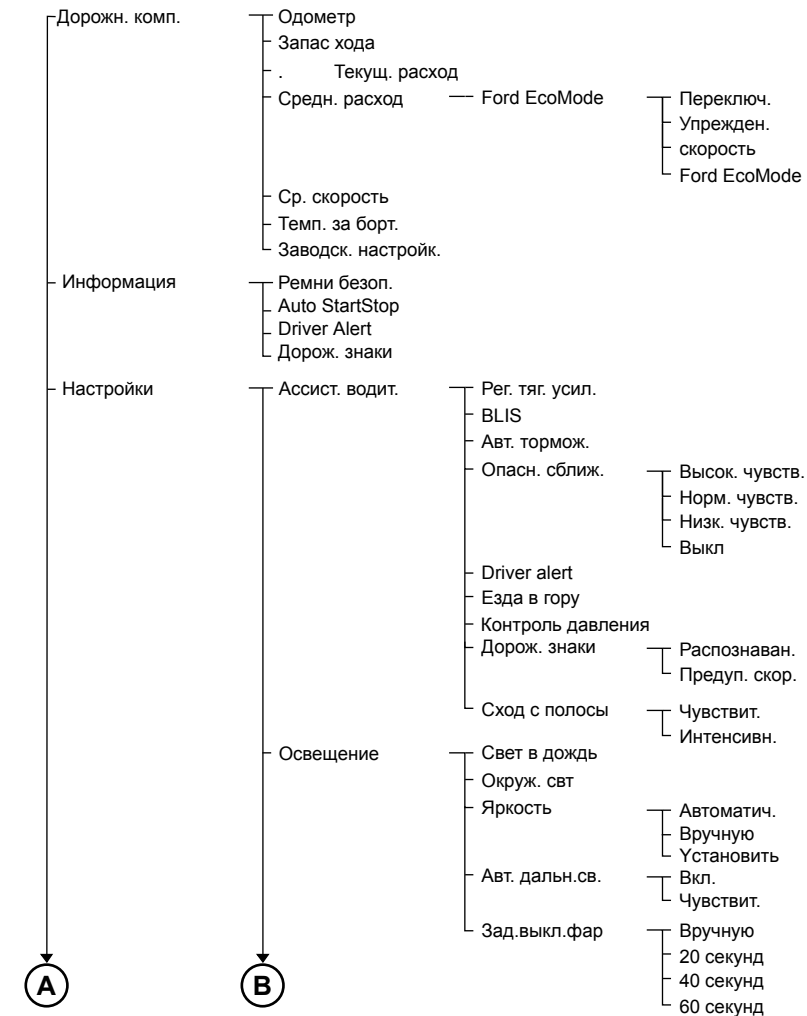 Дорожн. комп.
Одометр
Запас хода
. Текущ. расход
Средн. расход
Ford EcoMode
Переключ.
Упрежден.
скорость
Ford EcoMode
Ср. скорость
Темп. за борт.
Заводск. настройк.
Информация
Ремни безоп.
Auto StartStop
Driver Alert
Дорож. знаки
Настройки
Ассист. водит.
Рег. тяг. усил.
BLIS
Авт. тормож.
Опасн. сближ.
Высок. чувств.
Норм. чувств.
Низк. чувств.
Выкл
Driver alert
Езда в гору
Контроль давления
Дорож. знаки
Распознаван.
Предуп. скор.
Сход с полосы
Чувствит.
Интенсивн.
Освещение
Свет в дождь
Окруж. свт
Яркость
Автоматич.
Вручную
Yстановить
Авт. дальн.св.
Вкл.
Чувствит.
Зад.выкл.фар
Вручную
20 секунд
40 секунд
60 секунд
A
B